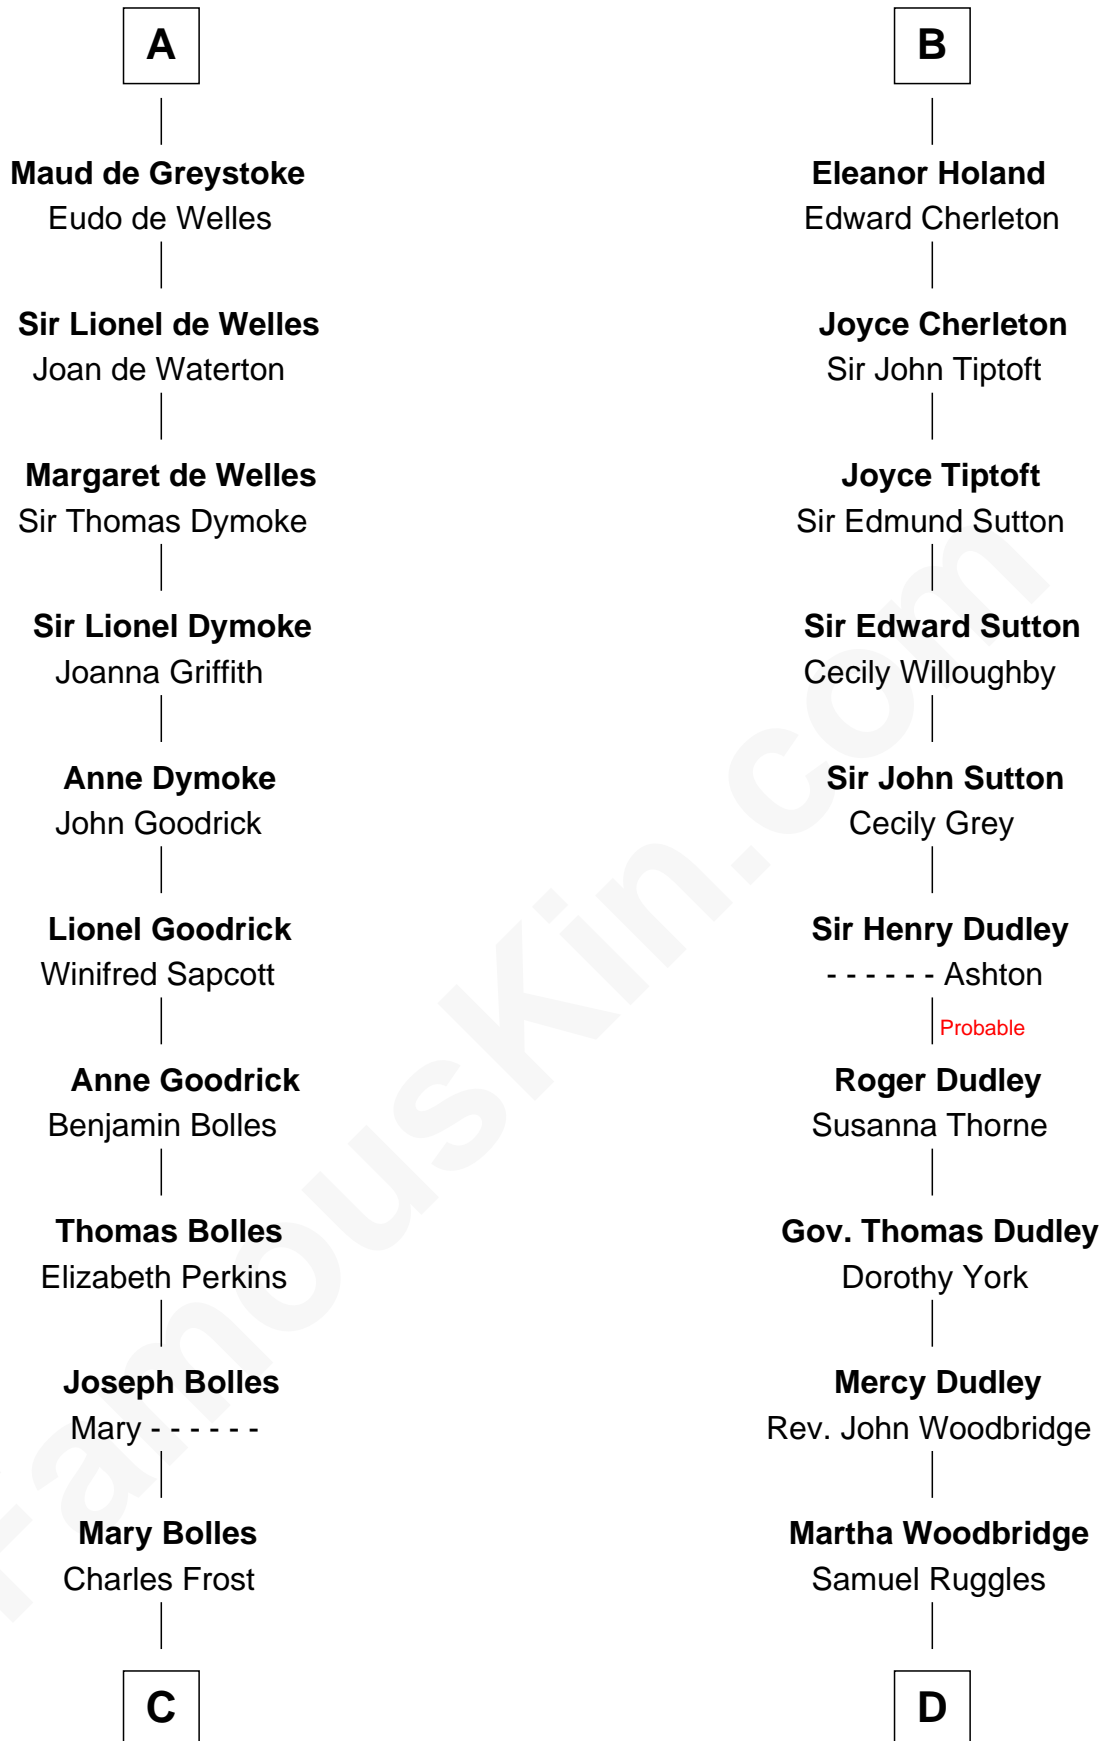 A
Maud de Greystoke
Eudo de Welles
Sir Lionel de Welles
Joan de Waterton
Margaret de Welles
Sir Thomas Dymoke
Sir Lionel Dymoke
Joanna Griffith
Anne Dymoke
John Goodrick
Lionel Goodrick
Winifred Sapcott
Anne Goodrick
Benjamin Bolles
Thomas Bolles
Elizabeth Perkins
Joseph Bolles
Mary - - - - - -
Mary Bolles
Charles Frost
C
B
Eleanor Holand
Edward Cherleton
Joyce Cherleton
Sir John Tiptoft
Joyce Tiptoft
Sir Edmund Sutton
Sir Edward Sutton
Cecily Willoughby
Sir John Sutton
Cecily Grey
Sir Henry Dudley
- - - - - - Ashton
Probable
Roger Dudley
Susanna Thorne
Gov. Thomas Dudley
Dorothy York
Mercy Dudley
Rev. John Woodbridge
Martha Woodbridge
Samuel Ruggles
D
FamousKin.com